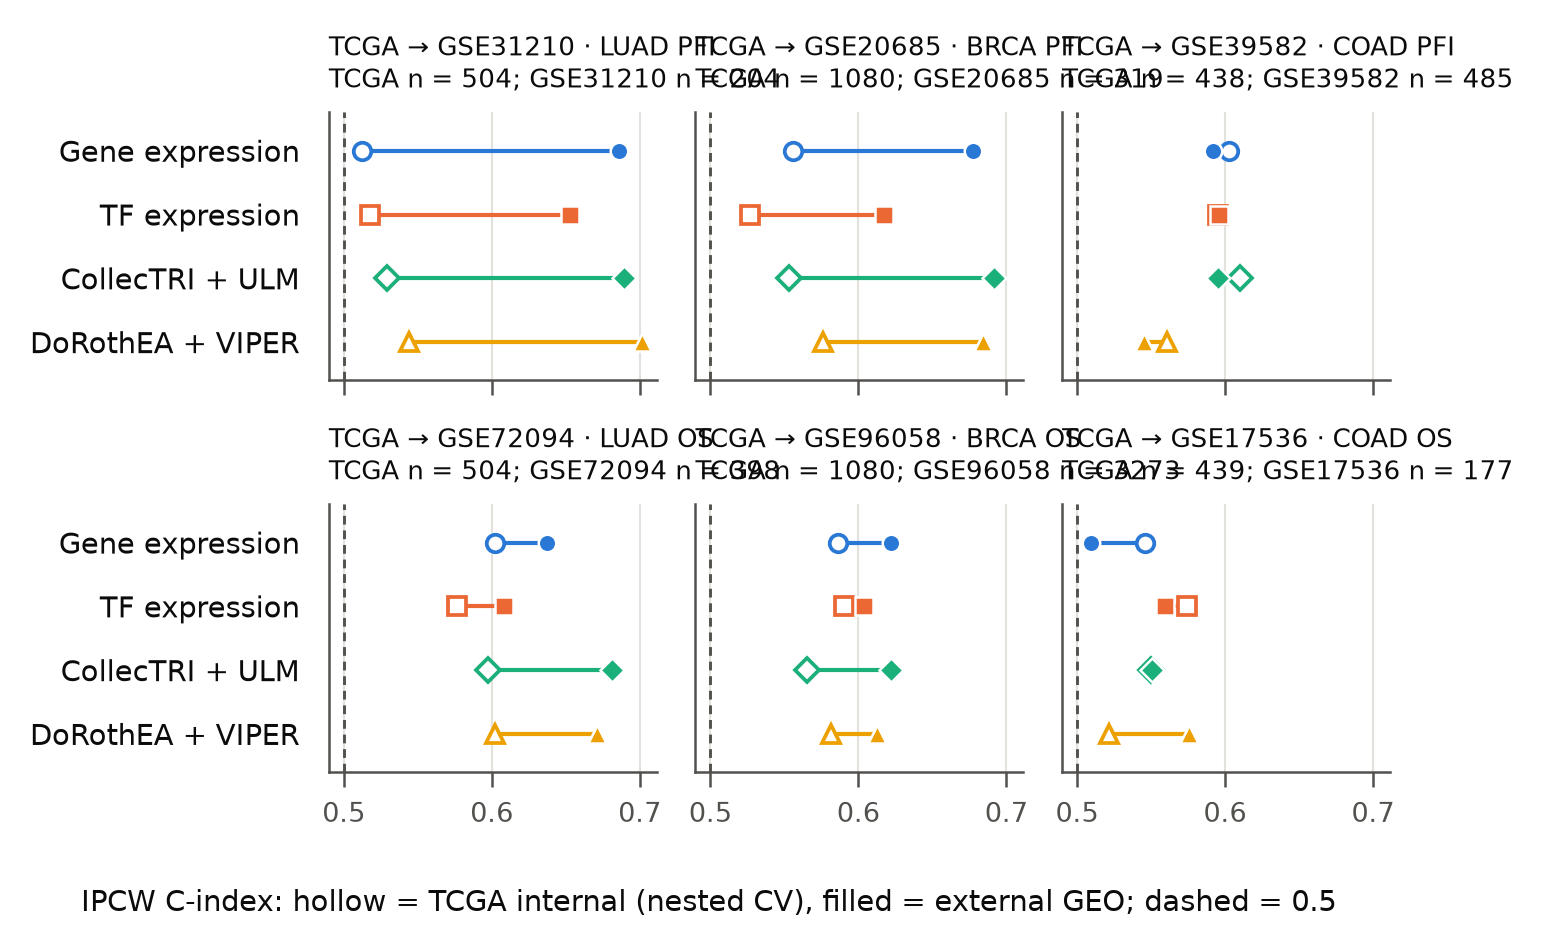 TCGA → GSE31210 · LUAD PFI
TCGA n = 504; GSE31210 n = 204
TCGA → GSE20685 · BRCA PFI
TCGA n = 1080; GSE20685 n = 319
TCGA → GSE39582 · COAD PFI
TCGA n = 438; GSE39582 n = 485
Gene expression
TF expression
CollecTRI + ULM
DoRothEA + VIPER
TCGA → GSE72094 · LUAD OS
TCGA n = 504; GSE72094 n = 398
TCGA → GSE96058 · BRCA OS
TCGA n = 1080; GSE96058 n = 3273
TCGA → GSE17536 · COAD OS
TCGA n = 439; GSE17536 n = 177
Gene expression
TF expression
CollecTRI + ULM
DoRothEA + VIPER
0.5 0.6 0.7 0.5 0.6 0.7 0.5 0.6 0.7
IPCW C-index: hollow = TCGA internal (nested CV), filled = external GEO; dashed = 0.5